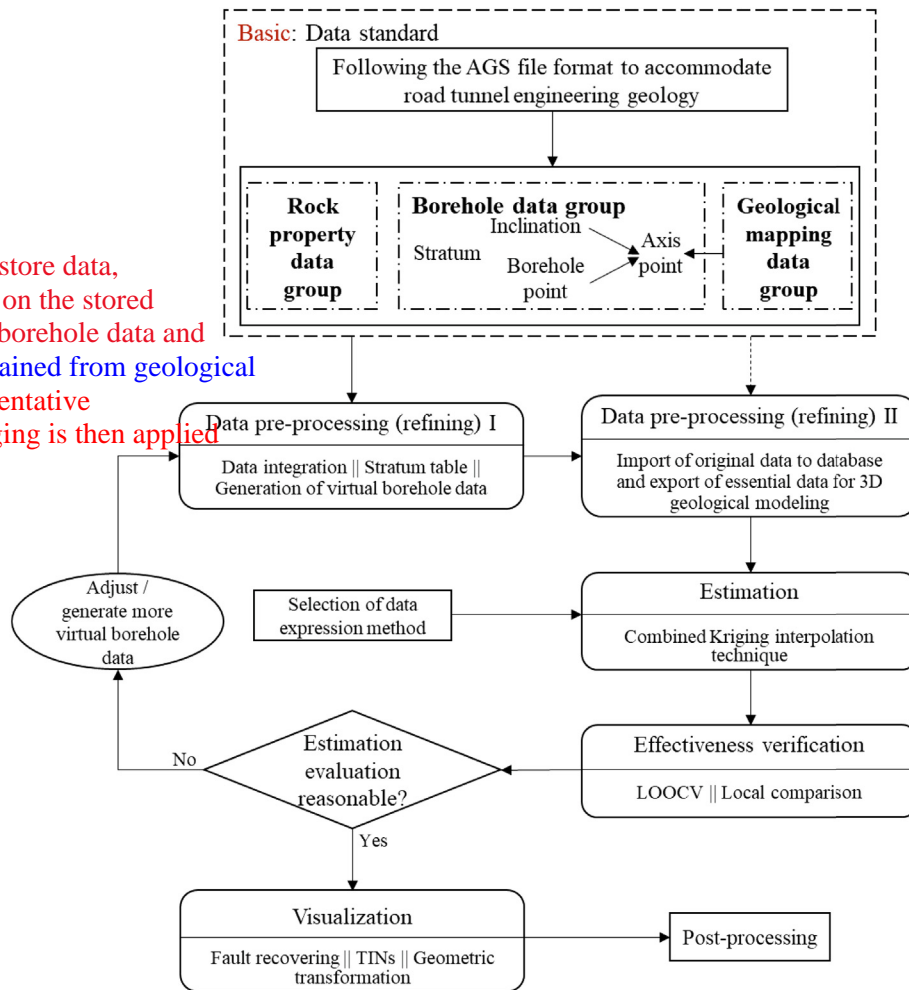 Basic: Data standard
Following the AGS file format to accommodate
road tunnel engineering geology
Rock
property
data
group
Borehole data group
Inclination
Stratum
Axis
point
Borehole
point
Geological
mapping
data
group
store data,
on the stored
borehole data and
ained from geological
entative
ging is then applied
Data pre-processing (refining) I
Data integration || Stratum table ||
Generation of virtual borehole data
Data pre-processing (refining) II
Import of original data to database
and export of essential data for 3D
geological modeling
Adjust /
generate more
virtual borehole
data
Selection of data
expression method
Estimation
Combined Kriging interpolation
technique
Effectiveness verification
LOOCV || Local comparison
Estimation
evaluation
reasonable?
No
Yes
Visualization
Fault recovering || TINs || Geometric
transformation
Post-processing